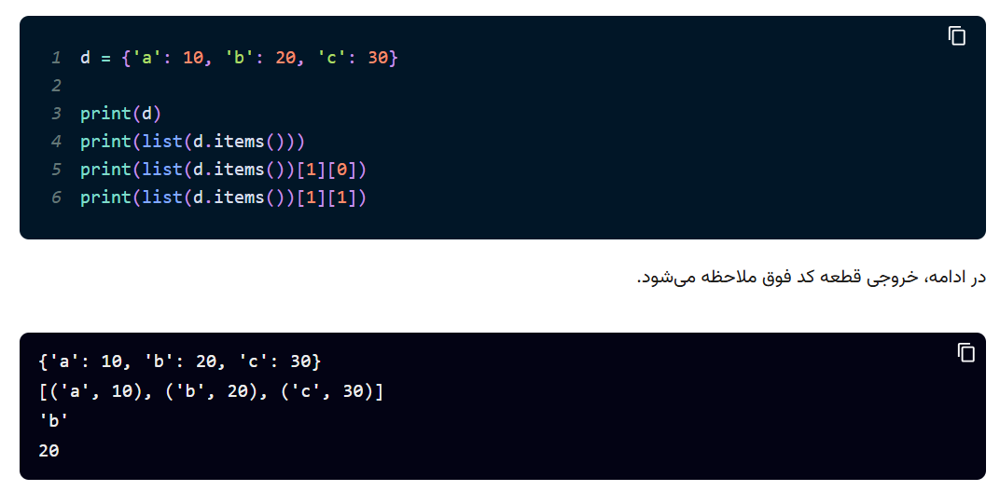 1 d = {'a': 10, 'b': 20, 'c': 30}
2
3 print(d)
4 print(list(d.items()))
5 print(list(d.items())[1][0])
6 print(list(d.items())[1][1])
در ادامه، خروجی قطعه کد فوق ملاحظه می‌شود.
{'a': 10, 'b': 20, 'c': 30}
[('a', 10), ('b', 20), ('c', 30)]
'b'
20